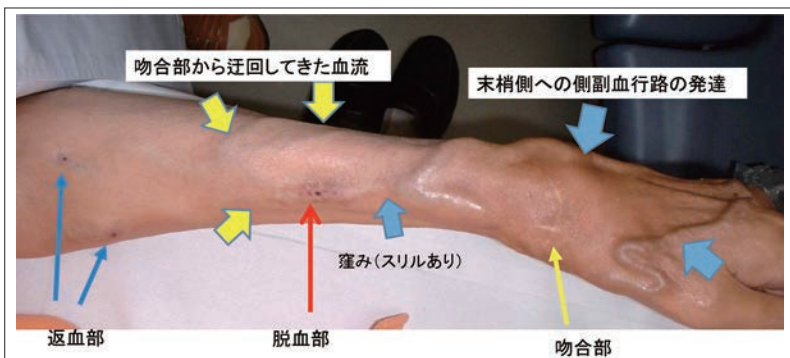 吻合部から迂回してきた血流
末梢側への側副血行路の発達
窪み(スリルあり)
返血部
脱血部
吻合部